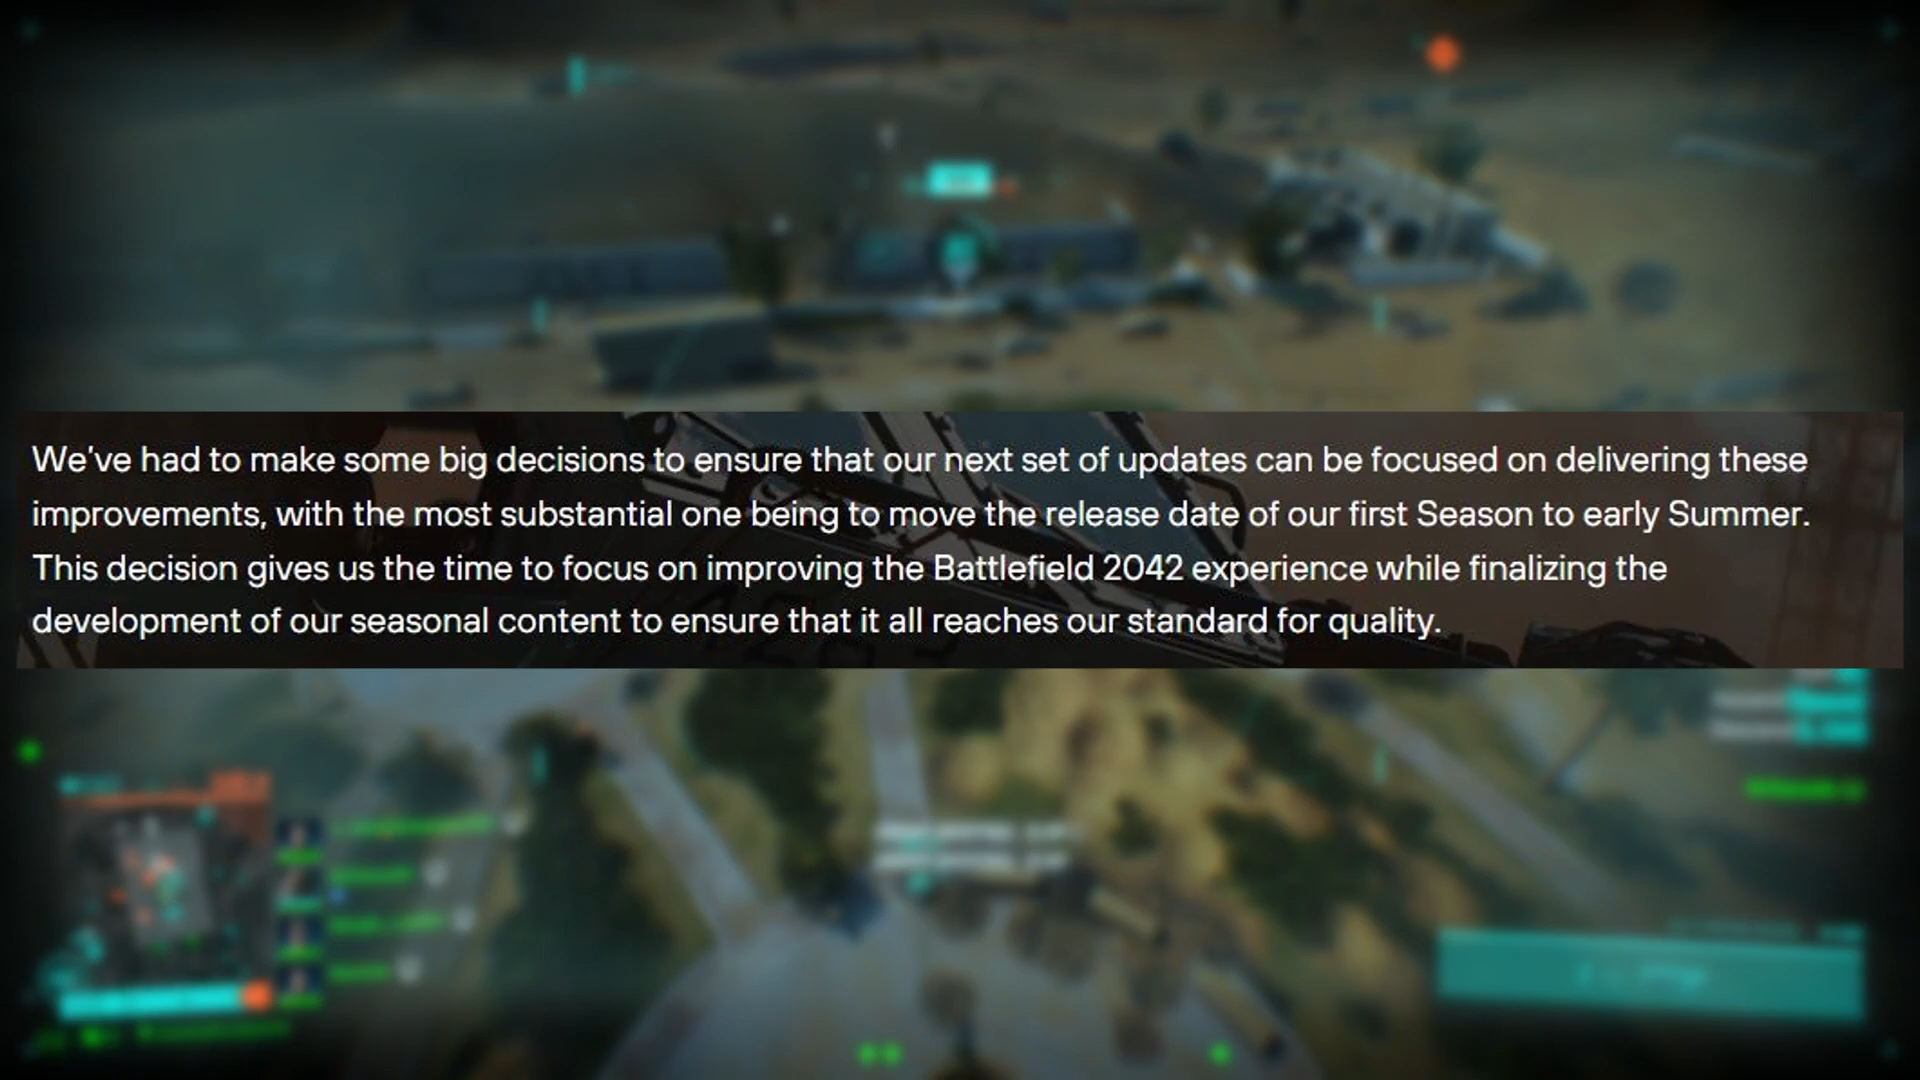 We've had to make some big decisions to ensure that our next set of updates can be focused on delivering these
improvements, with the most substantial one being to move the release date of our first Season to early Summer.
This decision gives us the time to focus on improving the Battlefield 2042 experience while finalizing the
development of our seasonal content to ensure that it all reaches our standard for quality.